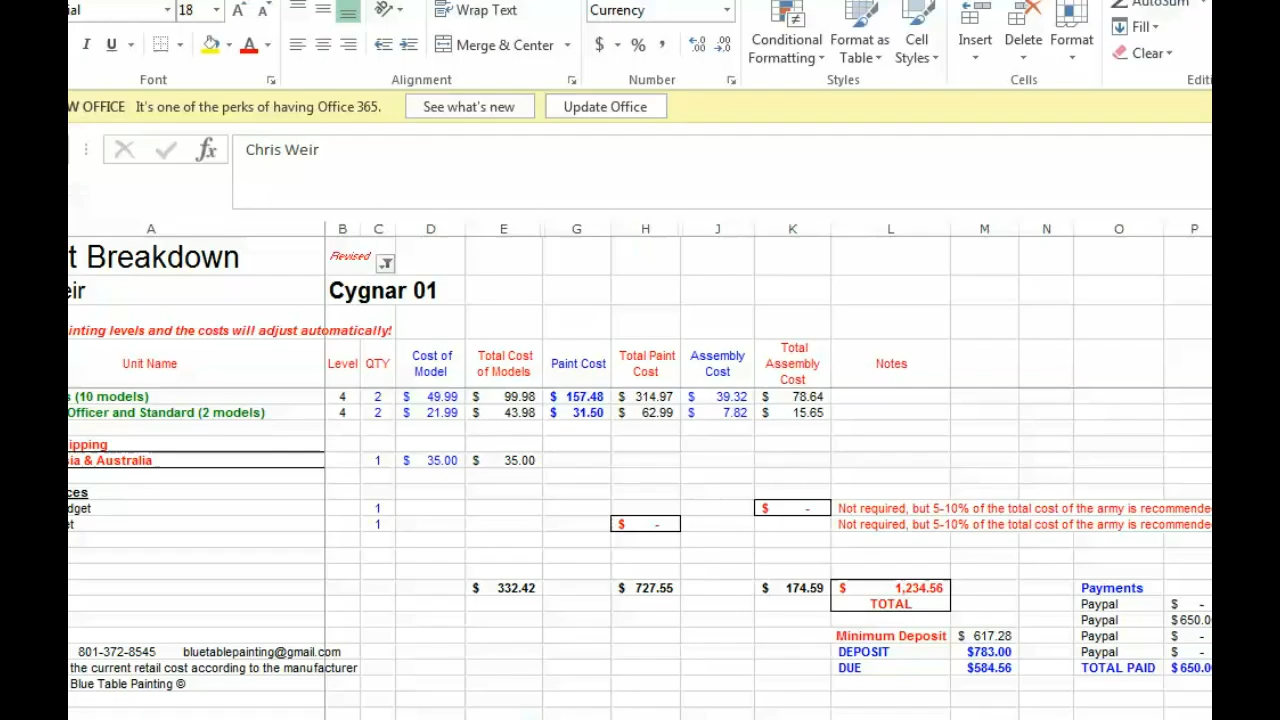 ial 18 A A Wrap Text Currency AutoSum
I U A Merge & Center $ % , Conditional Formatting Format as Table Cell Styles Insert Delete Format Fill
Clear
Font Alignment Number Styles Cells Editi
W OFFICE It's one of the perks of having Office 365. See what's new Update Office
fx Chris Weir
A B C D E G H J K L M N O P
t Breakdown Revised
eir Cygnar 01
inting levels and the costs will adjust automatically!
Unit Name Level QTY Cost of Model Total Cost of Models Paint Cost Total Paint Cost Assembly Cost Total Assembly Cost Notes
s (10 models) 4 2 $ 49.99 $ 99.98 $ 157.48 $ 314.97 $ 39.32 $ 78.64
Officer and Standard (2 models) 4 2 $ 21.99 $ 43.98 $ 31.50 $ 62.99 $ 7.82 $ 15.65
ipping
sia & Australia 1 $ 35.00 $ 35.00
ces
dget 1 $ - Not required, but 5-10% of the total cost of the army is recommende
et 1 $ - Not required, but 5-10% of the total cost of the army is recommende
$ 332.42 $ 727.55 $ 174.59 $ 1,234.56 Payments
TOTAL Paypal $ -
Paypal $650.0
Minimum Deposit $ 617.28 Paypal $ -
801-372-8545 bluetablepainting@gmail.com DEPOSIT $783.00 Paypal $ -
the current retail cost according to the manufacturer DUE $584.56 TOTAL PAID $650.0
Blue Table Painting ©